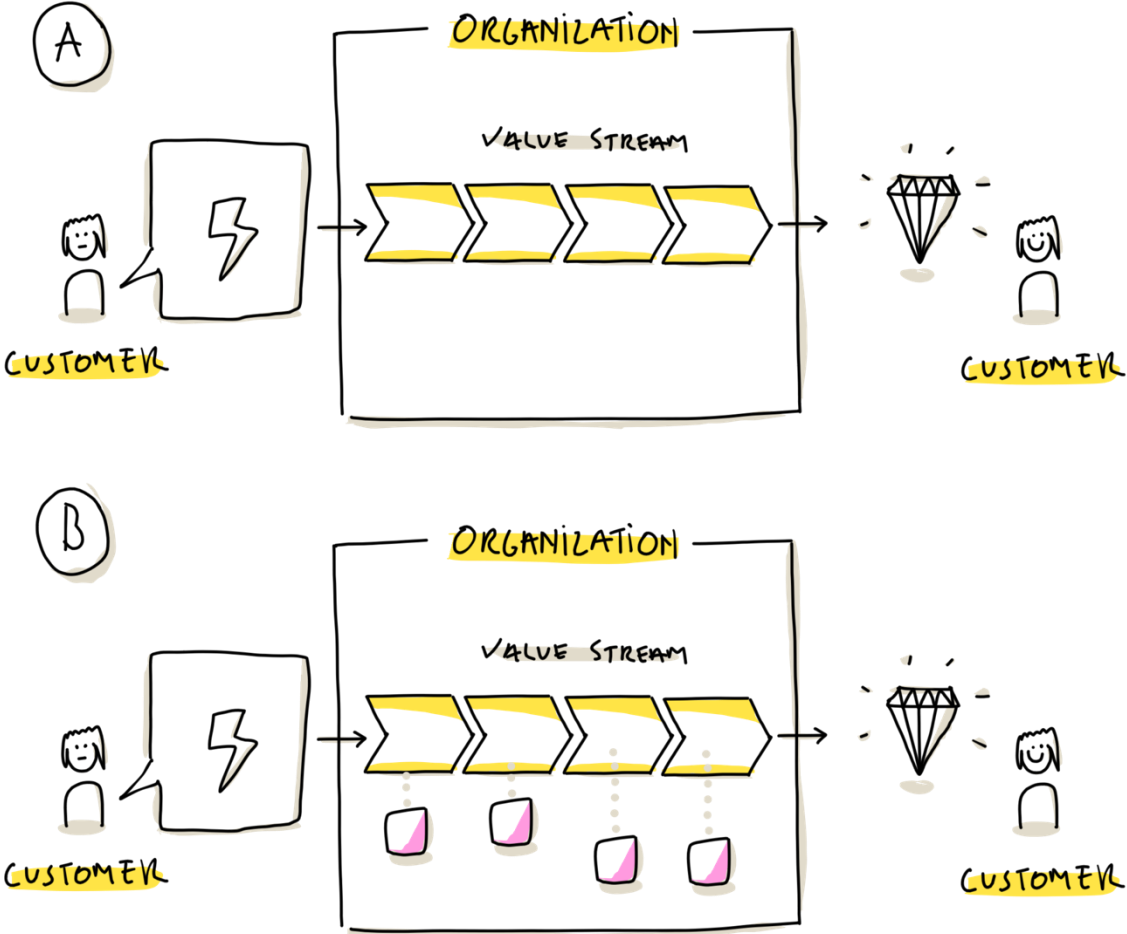 A
ORGANIZATION
VALUE STREAM
CUSTOMER
CUSTOMER
B
ORGANIZATION
VALUE STREAM
CUSTOMER
CUSTOMER